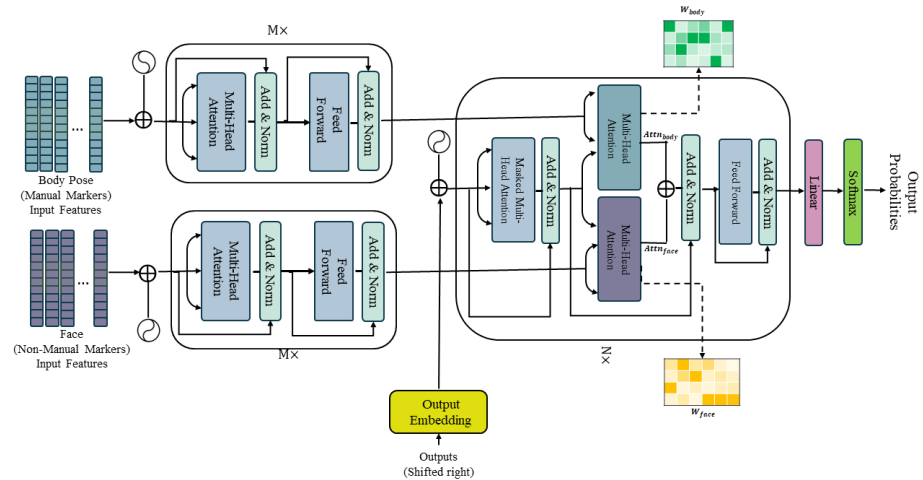 M×
W_body
Multi-Head
Attention
Add & Norm
Feed
Forward
Add & Norm
...
Body Pose
(Manual Markers)
Input Features
Multi-Head
Attention
Add & Norm
Feed
Forward
Add & Norm
M×
...
Face
(Non-Manual Markers)
Input Features
Masked Multi-
Head Attention
Add & Norm
Multi-Head
Attention
Attn_body
Multi-Head
Attention
Attn_face
Add & Norm
Feed Forward
Add & Norm
N×
Linear
Softmax
Output
Probabilities
W_face
Output
Embedding
Outputs
(Shifted right)